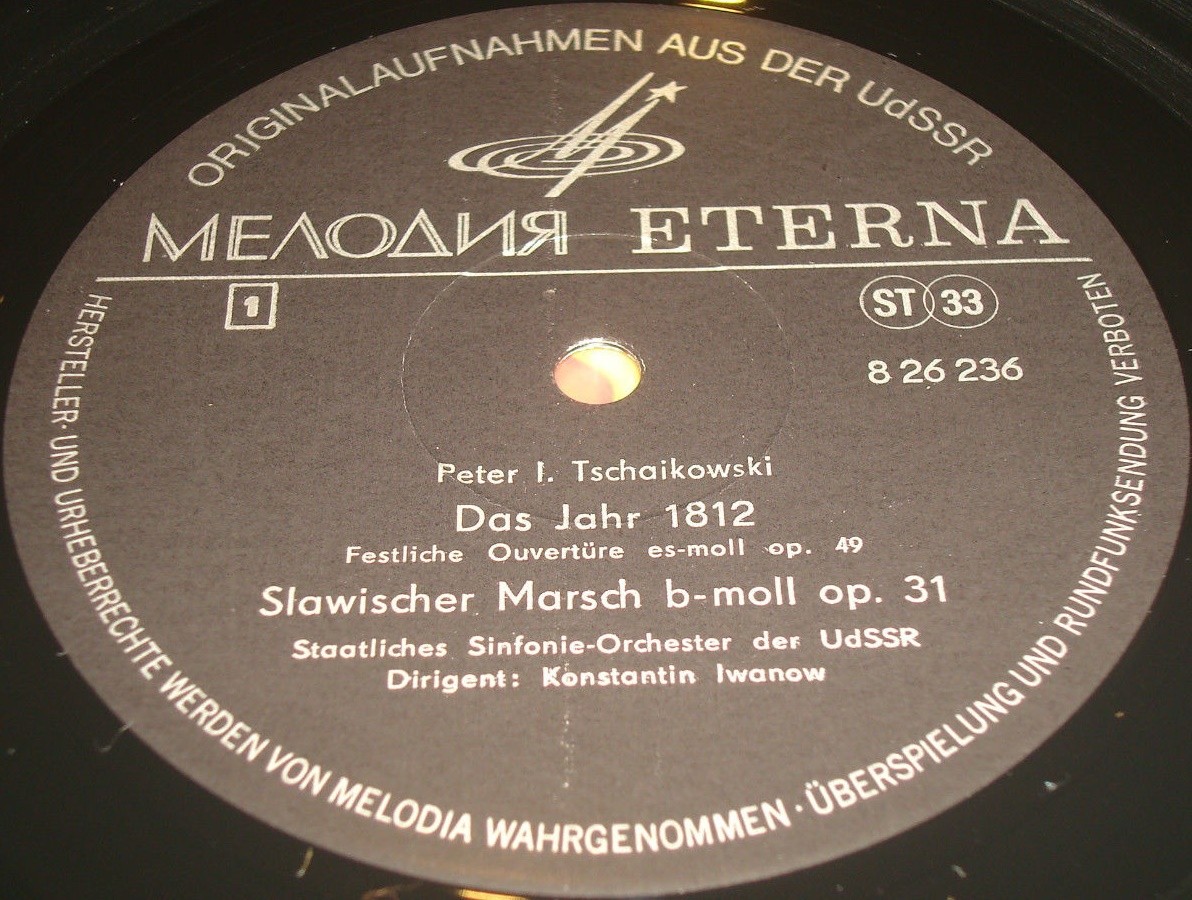 ORIGINALAUFNAHMEN AUS DER UdSSR
МЕЛОДИЯ ETERNA
1
ST 33
8 26 236
Peter I. Tschaikowski
Das Jahr 1812
Festliche Ouvertüre es-moll op. 49
Slawischer Marsch b-moll op. 31
Staatliches Sinfonie-Orchester der UdSSR
Dirigent: Konstantin Iwanow
HERSTELLER- UND URHEBERRECHTE WERDEN VON MELODIA WAHRGENOMMEN · ÜBERSPIELUNG UND RUNDFUNKSENDUNG VERBOTEN